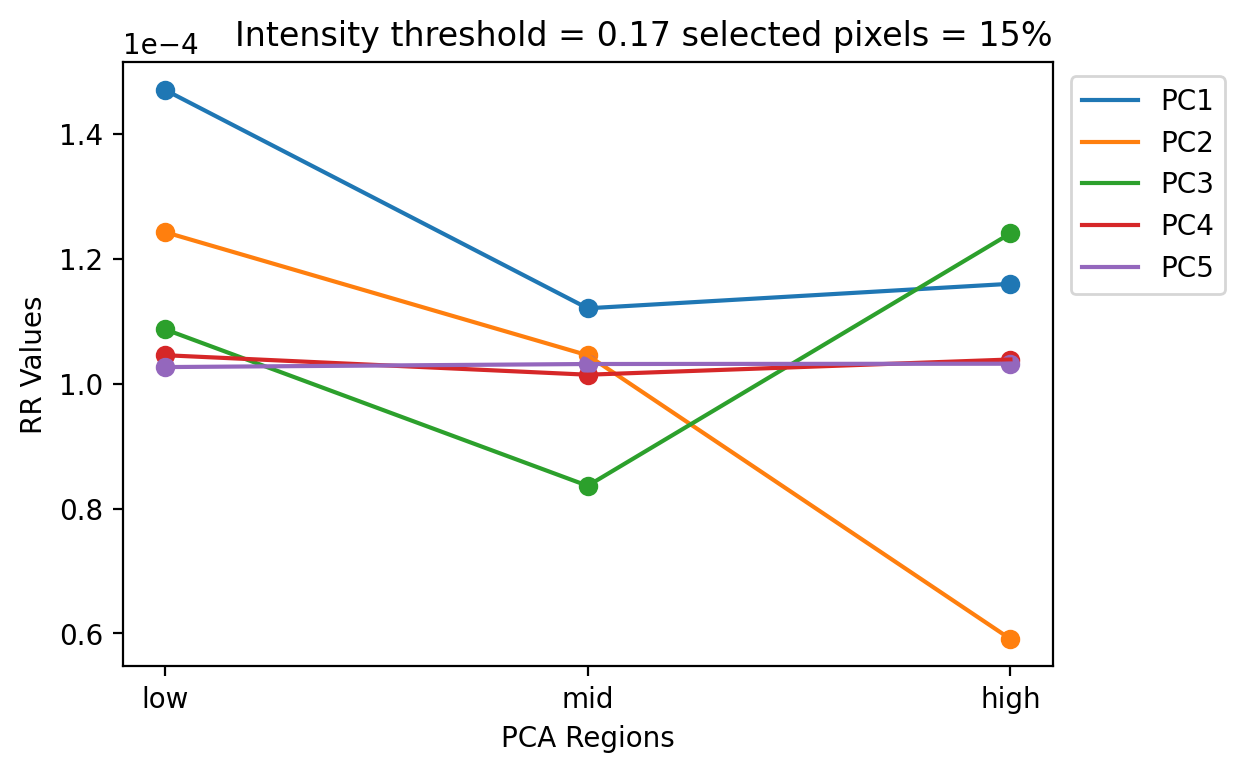 Intensity threshold = 0.17 selected pixels = 15%
1e−4
1.4
1.2
1.0
0.8
0.6
RR Values
low
mid
high
PCA Regions
PC1
PC2
PC3
PC4
PC5